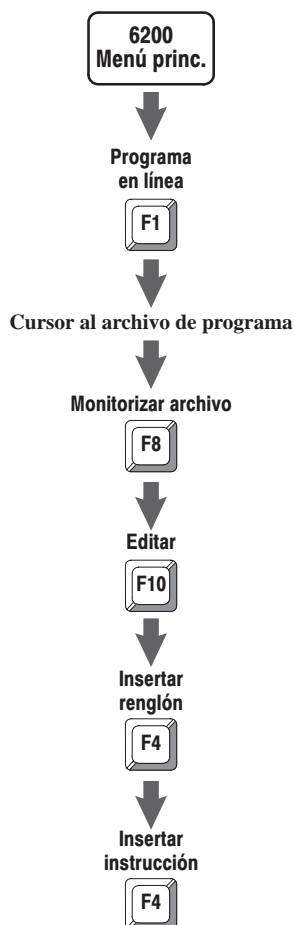 6200
Menú princ.
Programa
en línea
F1
Cursor al archivo de programa
Monitorizar archivo
F8
Editar
F10
Insertar
renglón
F4
Insertar
instrucción
F4